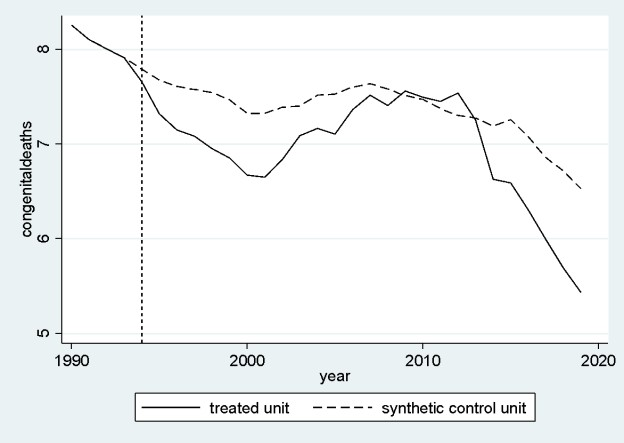 congenitaldeaths
8
7
6
5
1990 2000 2010 2020
year
treated unit synthetic control unit